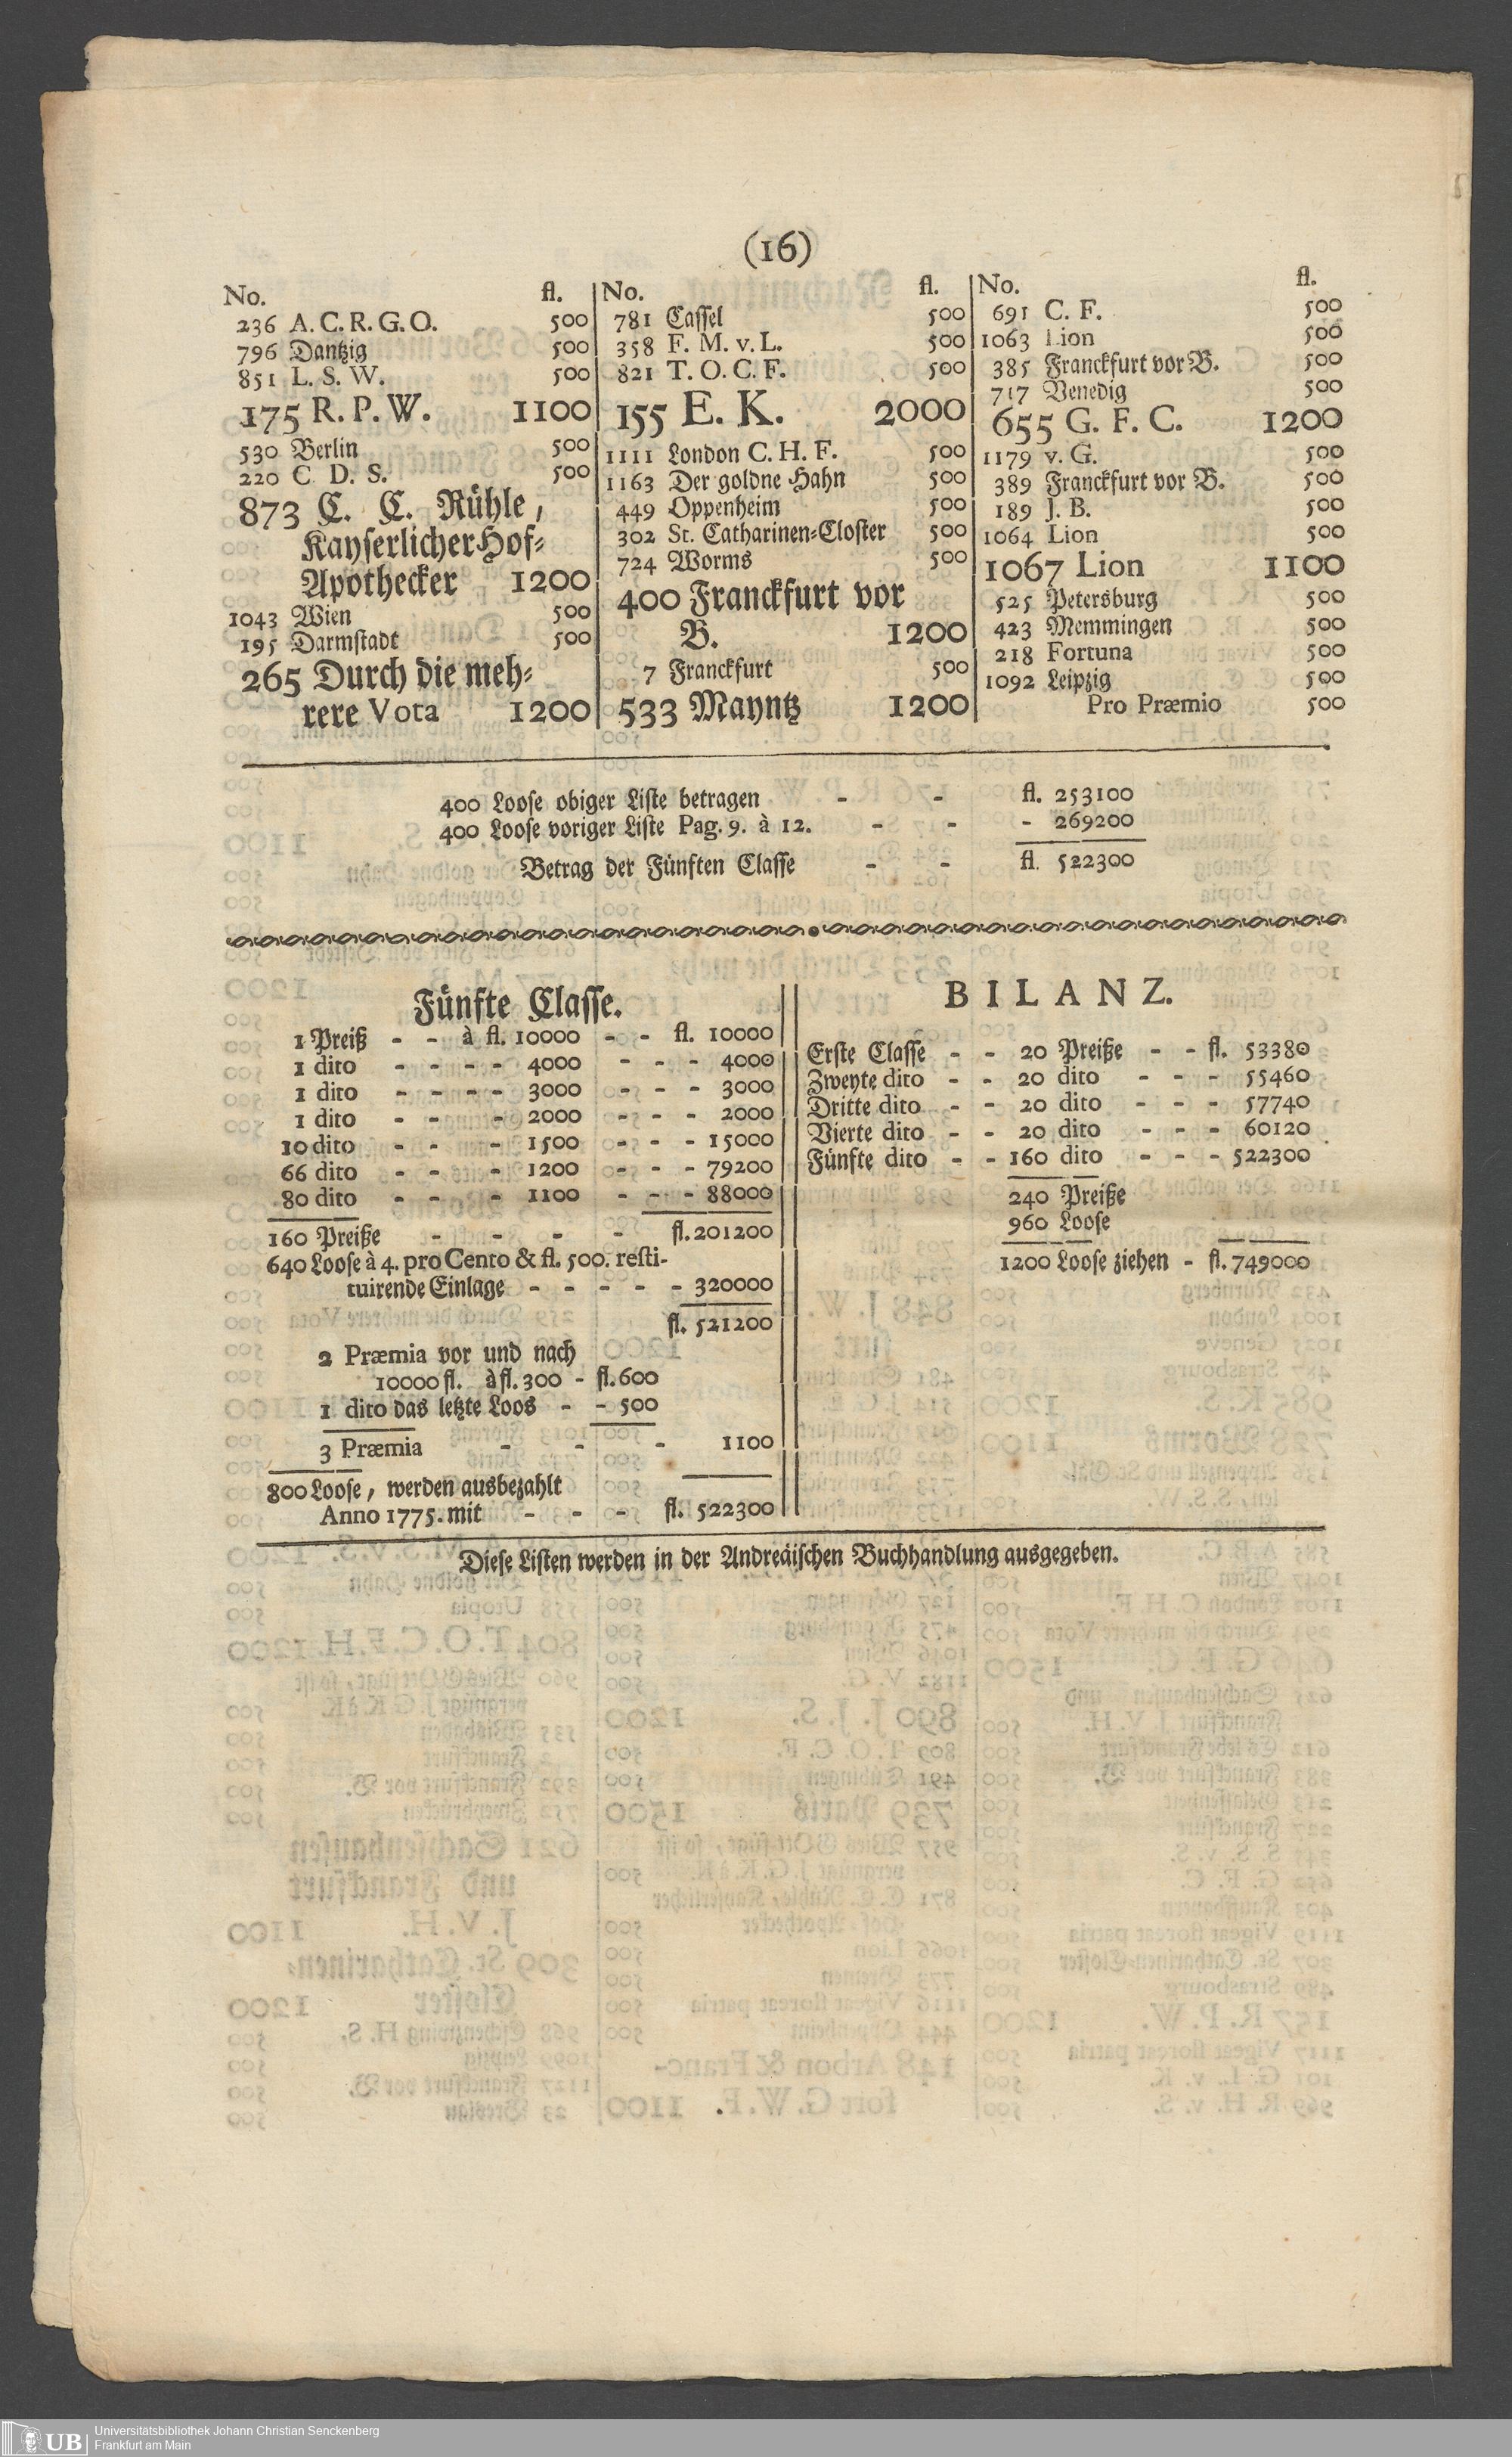 (16)
No. fl.
236 A. C. R. G. O. 500
796 Dantzig 500
851 L. S. W. 500
175 R. P. W. 1100
530 Berlin 500
220 C D. S. 500
873 C. C. Rühle,
Kayserlicher Hof-
Apothecker 1200
1043 Wien 500
195 Darmstadt 500
265 Durch die meh-
rere Vota 1200
No. fl.
781 Cassel 500
358 F. M. v. L. 500
821 T. O. C. F. 500
155 E. K. 2000
1111 London C. H. F. 500
1163 Der goldne Hahn 500
449 Oppenheim 500
302 St. Catharinen-Closter 500
724 Worms 500
400 Franckfurt vor
B. 1200
7 Franckfurt 500
533 Mayntz 1200
No. fl.
691 C. F. 500
1063 Lion 500
385 Franckfurt vor B. 500
717 Venedig 500
655 G. F. C. 1200
1179 v. G. 500
389 Franckfurt vor B. 500
189 J. B. 500
1064 Lion 500
1067 Lion 1100
525 Petersburg 500
423 Memmingen 500
218 Fortuna 500
1092 Leipzig 500
Pro Præmio 500
400 Loose obiger Liste betragen - - fl. 253100
400 Loose voriger Liste Pag. 9. à 12. - - - 269200
Betrag der Fünften Classe - - fl. 522300
Fünfte Classe.
1 Preiß - - à fl. 10000 - - fl. 10000
1 dito - - - - 4000 - - - 4000
1 dito - - - - 3000 - - - 3000
1 dito - - - 2000 - - - 2000
10 dito - - - 1500 - - - 15000
66 dito - - - 1200 - - - 79200
80 dito - - - 1100 - - - 88000
160 Preiße - - - - fl. 201200
640 Loose à 4. pro Cento & fl. 500. resti-
tuirende Einlage - - - - - 320000
fl. 521200
2 Præmia vor und nach
10000 fl. à fl. 300 - fl. 600
1 dito das letzte Loos - - 500
3 Præmia - - - 1100
800 Loose, werden ausbezahlt
Anno 1775. mit - - - fl. 522300
BILANZ.
Erste Classe - - 20 Preiße - - fl. 53380
Zweyte dito - - 20 dito - - - 55460
Dritte dito - - 20 dito - - - 57740
Vierte dito - - 20 dito - - - 60120
Fünfte dito - - 160 dito - - - 522300
240 Preiße
960 Loose
1200 Loose ziehen - fl. 749000
Diese Listen werden in der Andreäischen Buchhandlung ausgegeben.
UB
Universitätsbibliothek Johann Christian Senckenberg
Frankfurt am Main